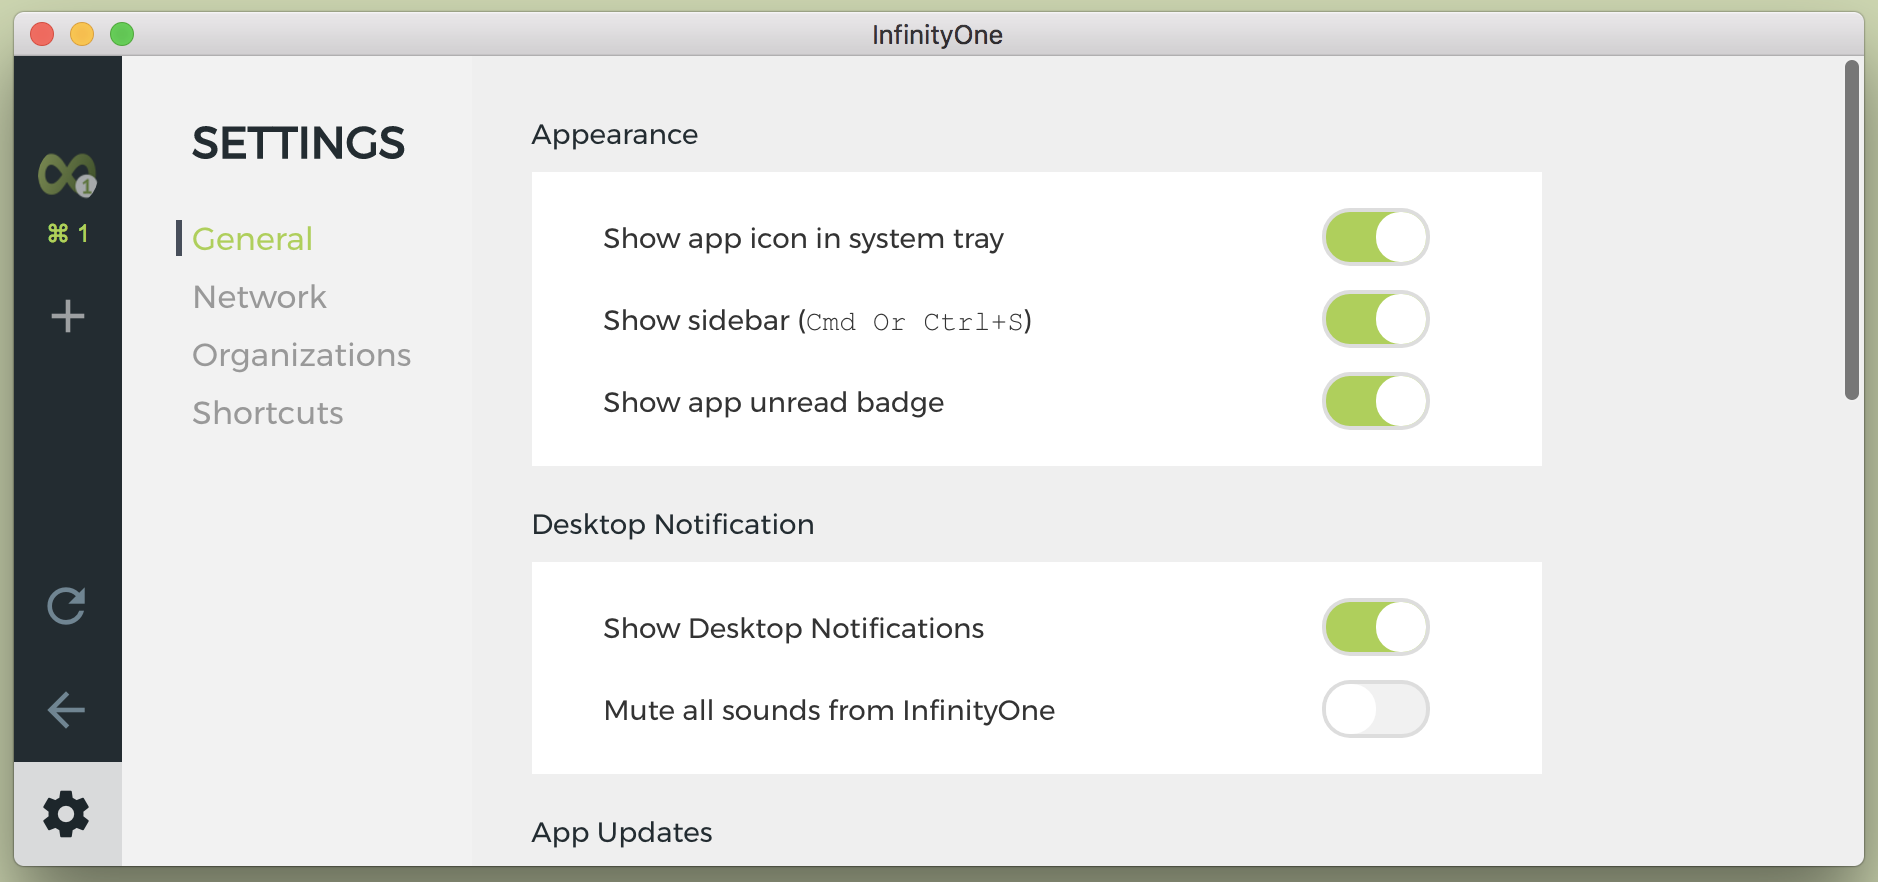 InfinityOne
1
⌘ 1
SETTINGS
General
Network
Organizations
Shortcuts
Appearance
Show app icon in system tray
Show sidebar (Cmd Or Ctrl+S)
Show app unread badge
Desktop Notification
Show Desktop Notifications
Mute all sounds from InfinityOne
App Updates